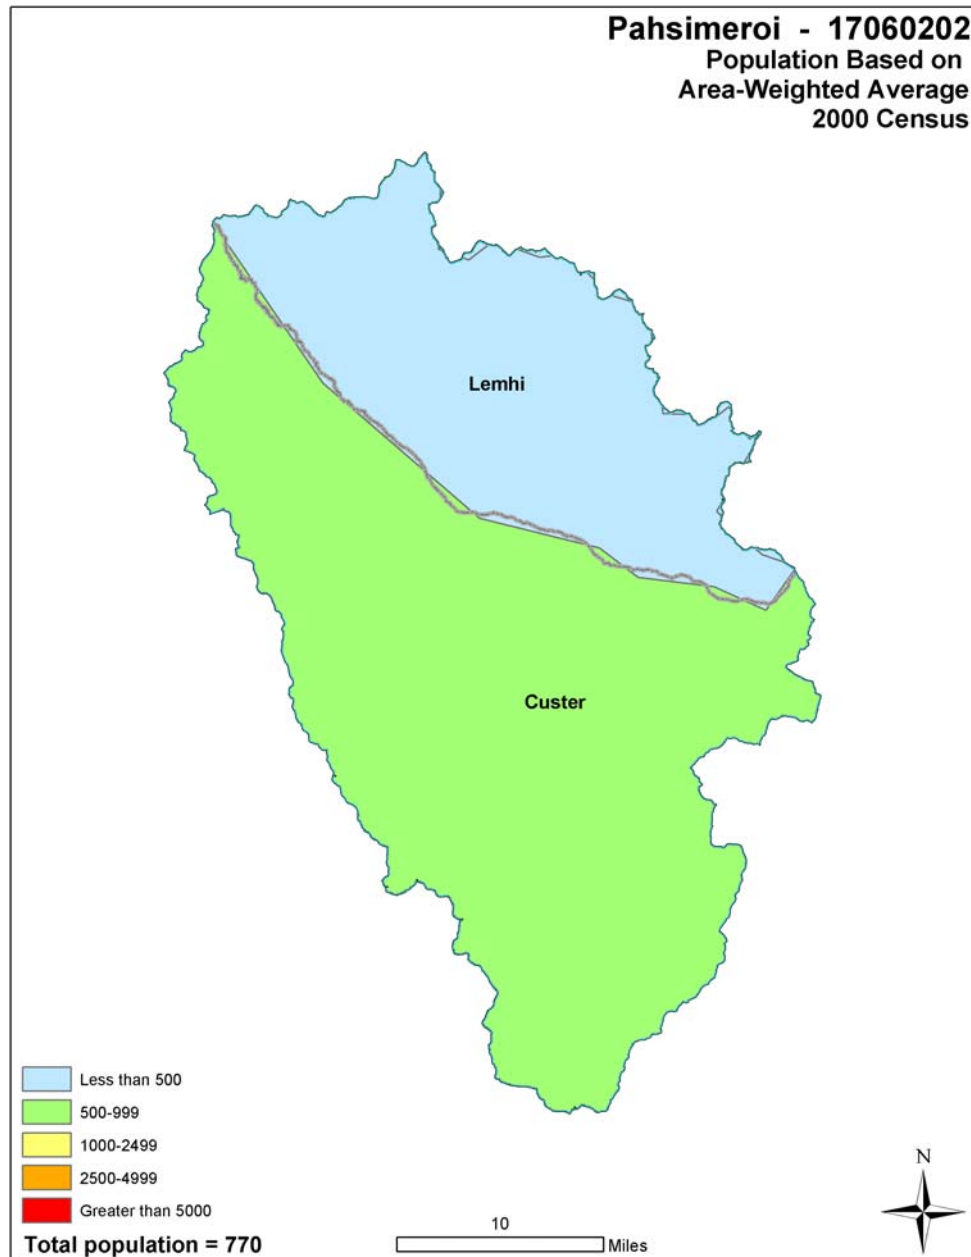 Pahsimeroi - 17060202
Population Based on
Area-Weighted Average
2000 Census
Lemhi
Custer
Less than 500
500-999
1000-2499
2500-4999
Greater than 5000
Total population = 770
10
Miles
N